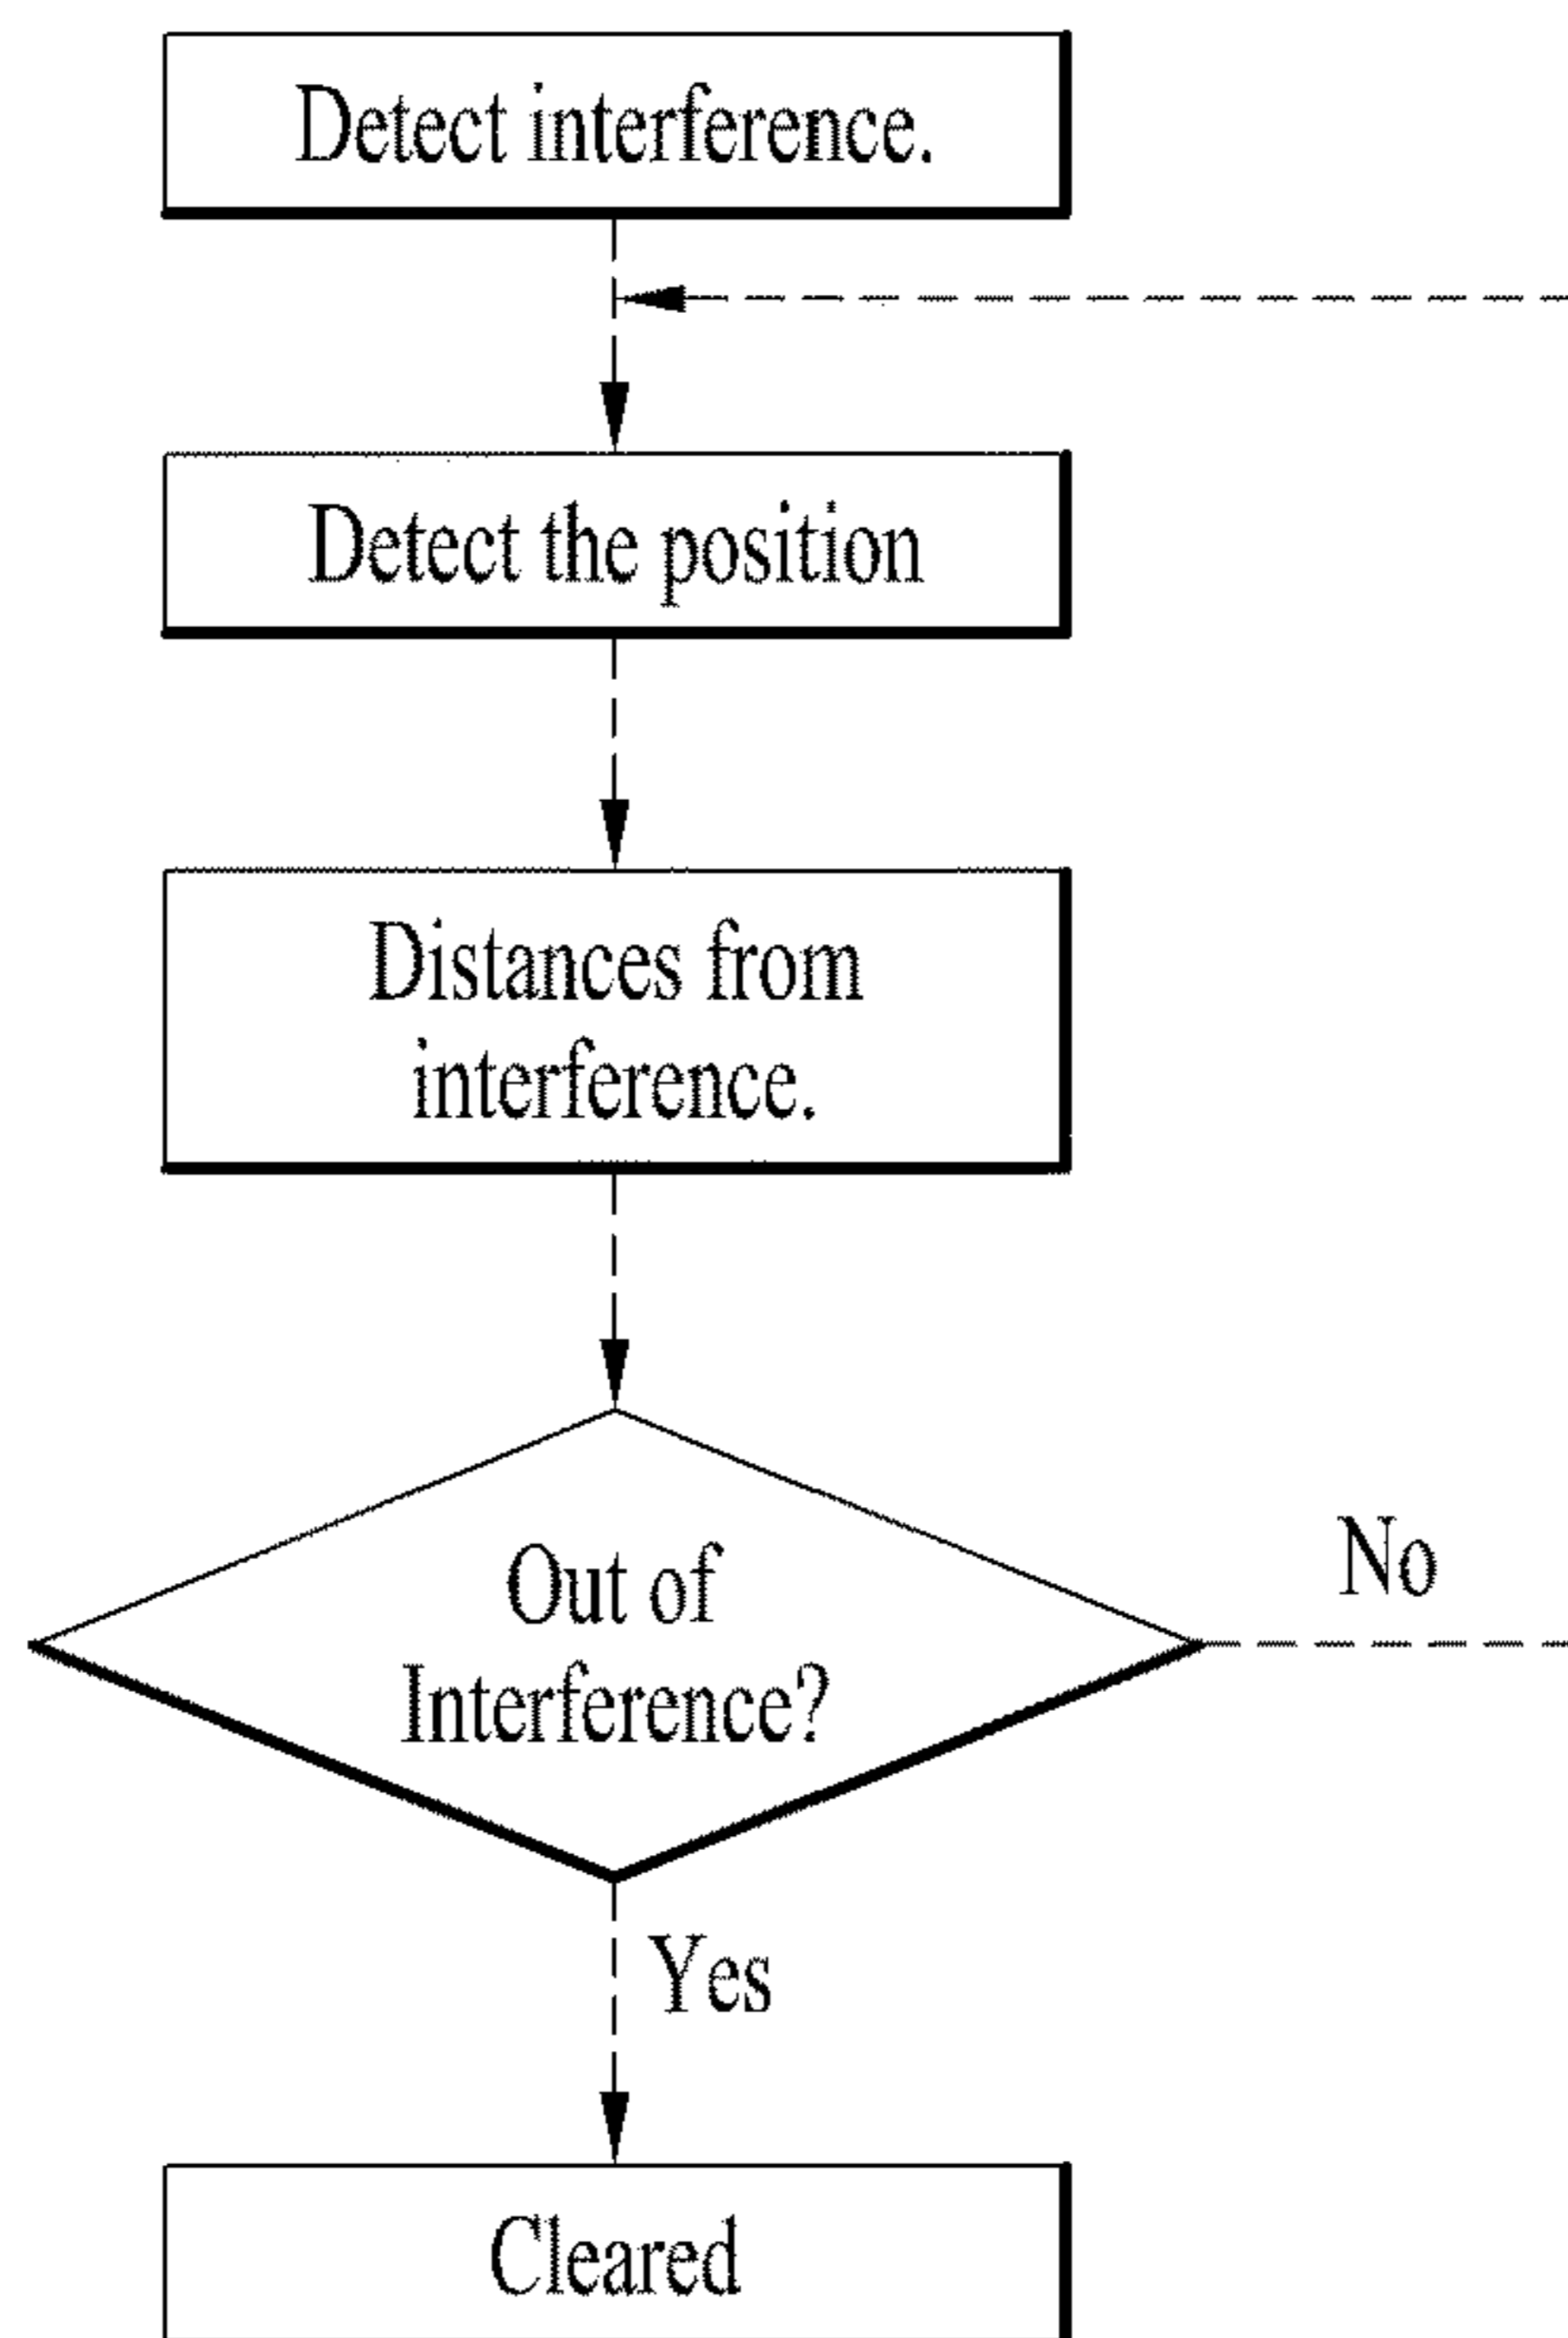 Detect interference.
Detect the position
Distances from
interference.
Out of
Interference?
No
Yes
Cleared